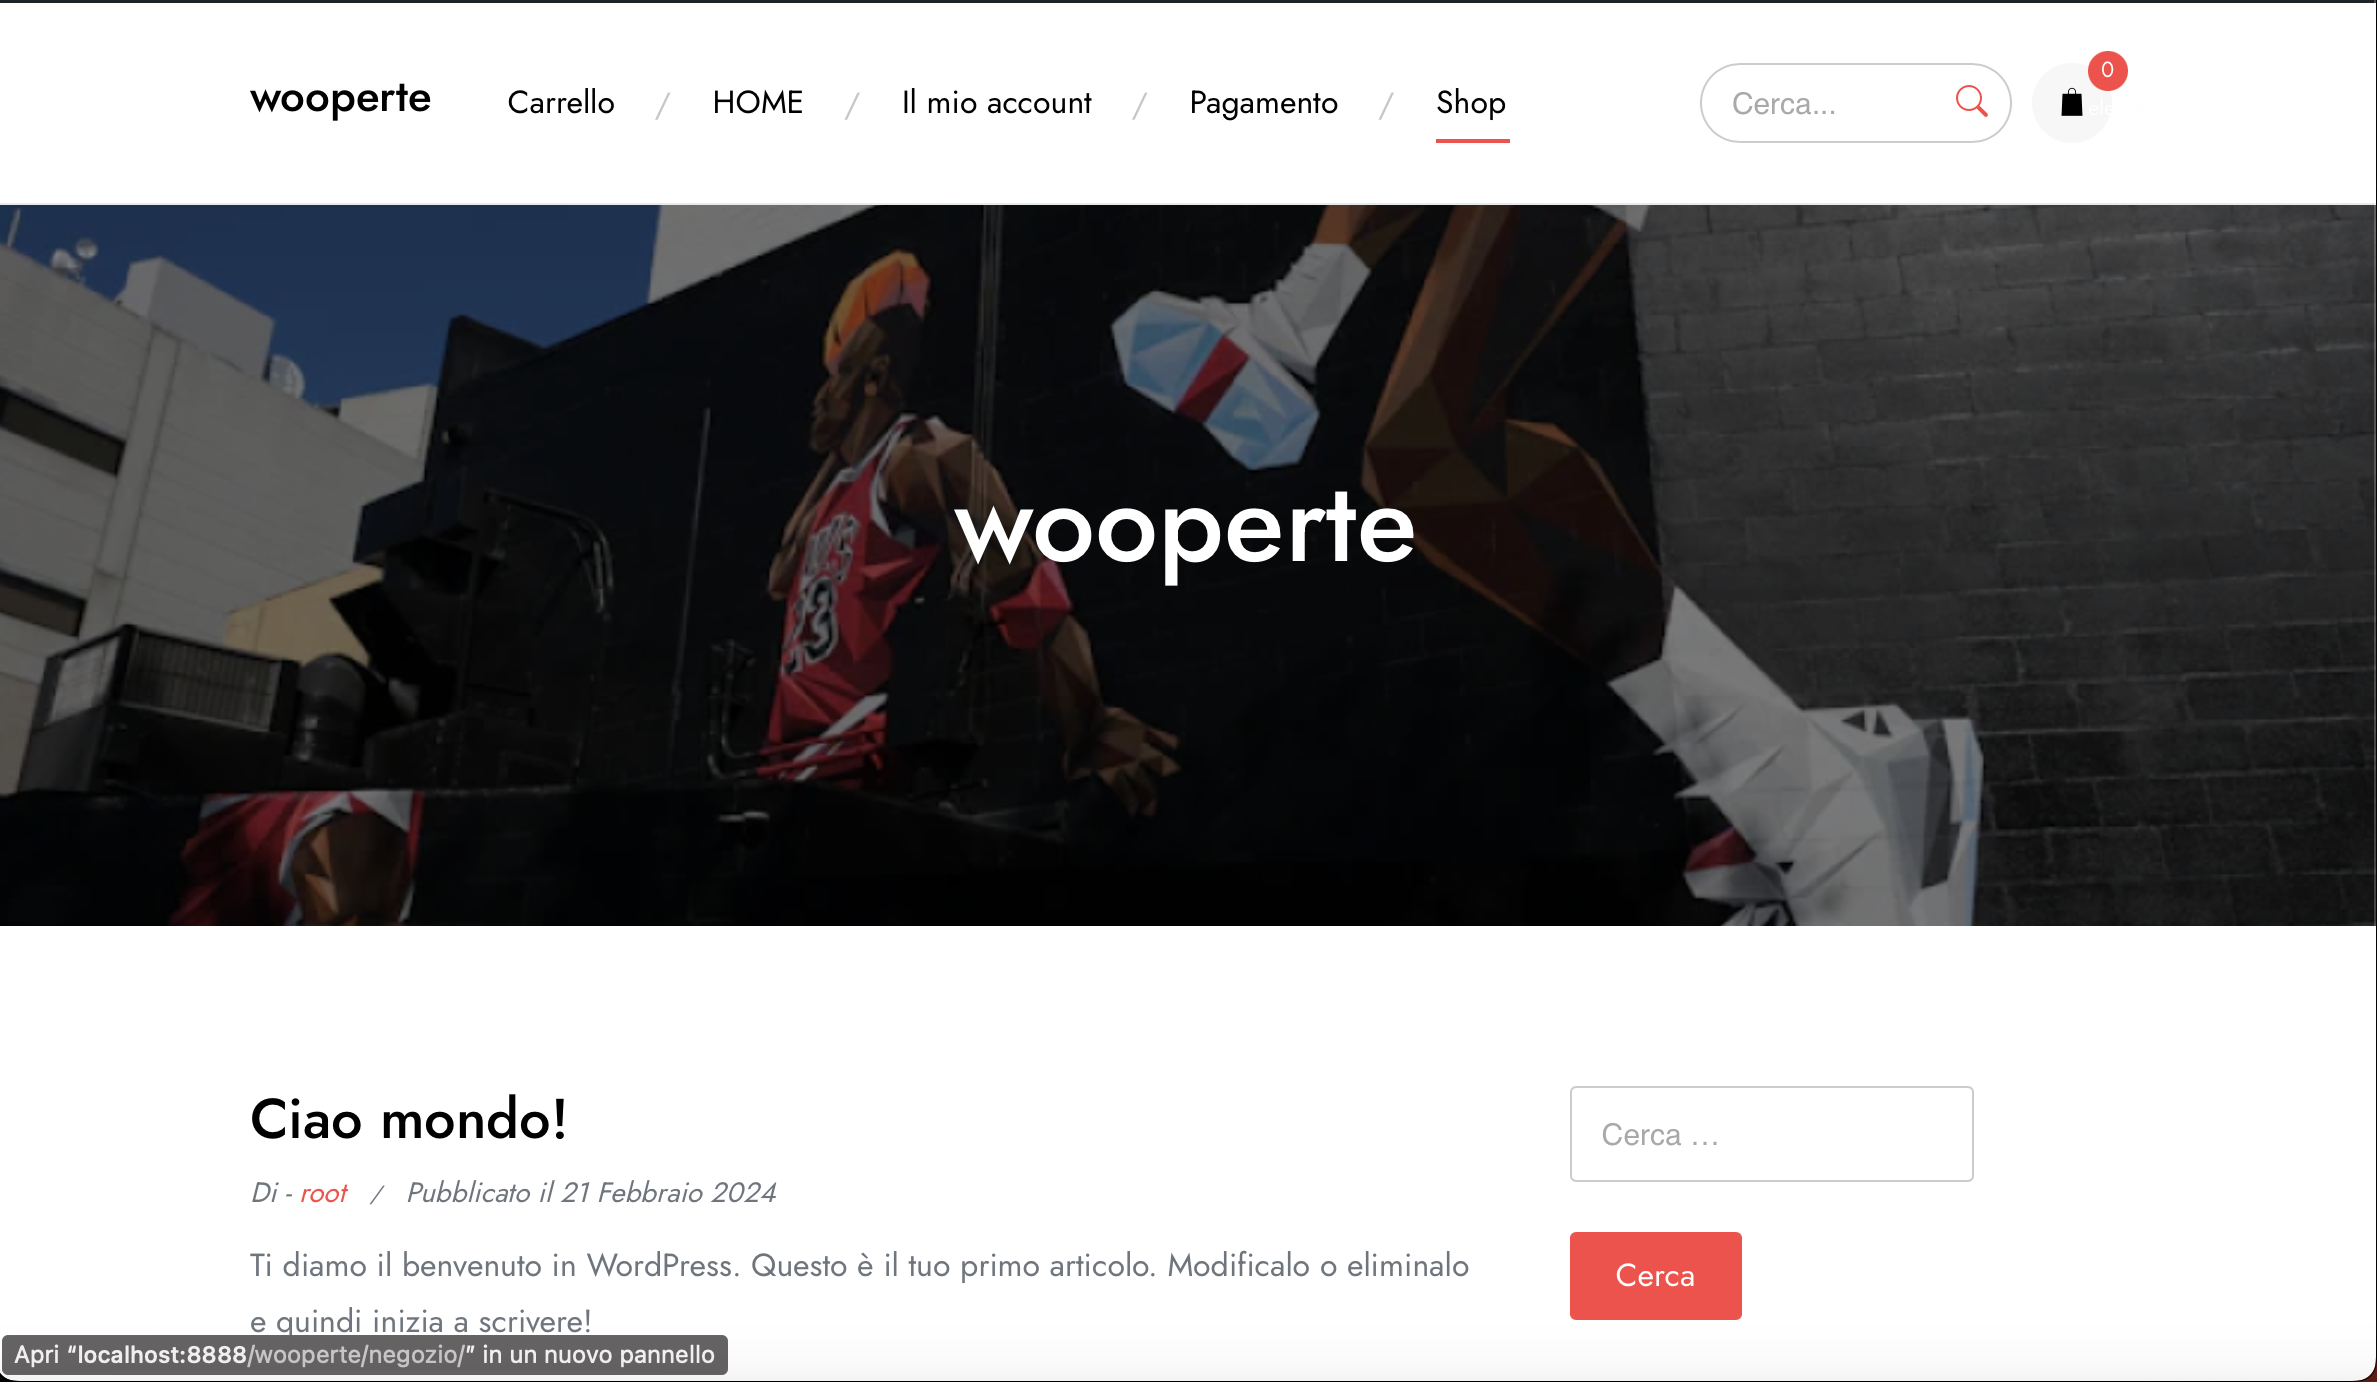 wooperte
Carrello / HOME / Il mio account / Pagamento / Shop
Cerca...
0
ele
wooperte
23
Ciao mondo!
Di - root / Pubblicato il 21 Febbraio 2024
Ti diamo il benvenuto in WordPress. Questo è il tuo primo articolo. Modificalo o eliminalo
e quindi inizia a scrivere!
Cerca …
Cerca
Apri “localhost:8888/wooperte/negozio/” in un nuovo pannello